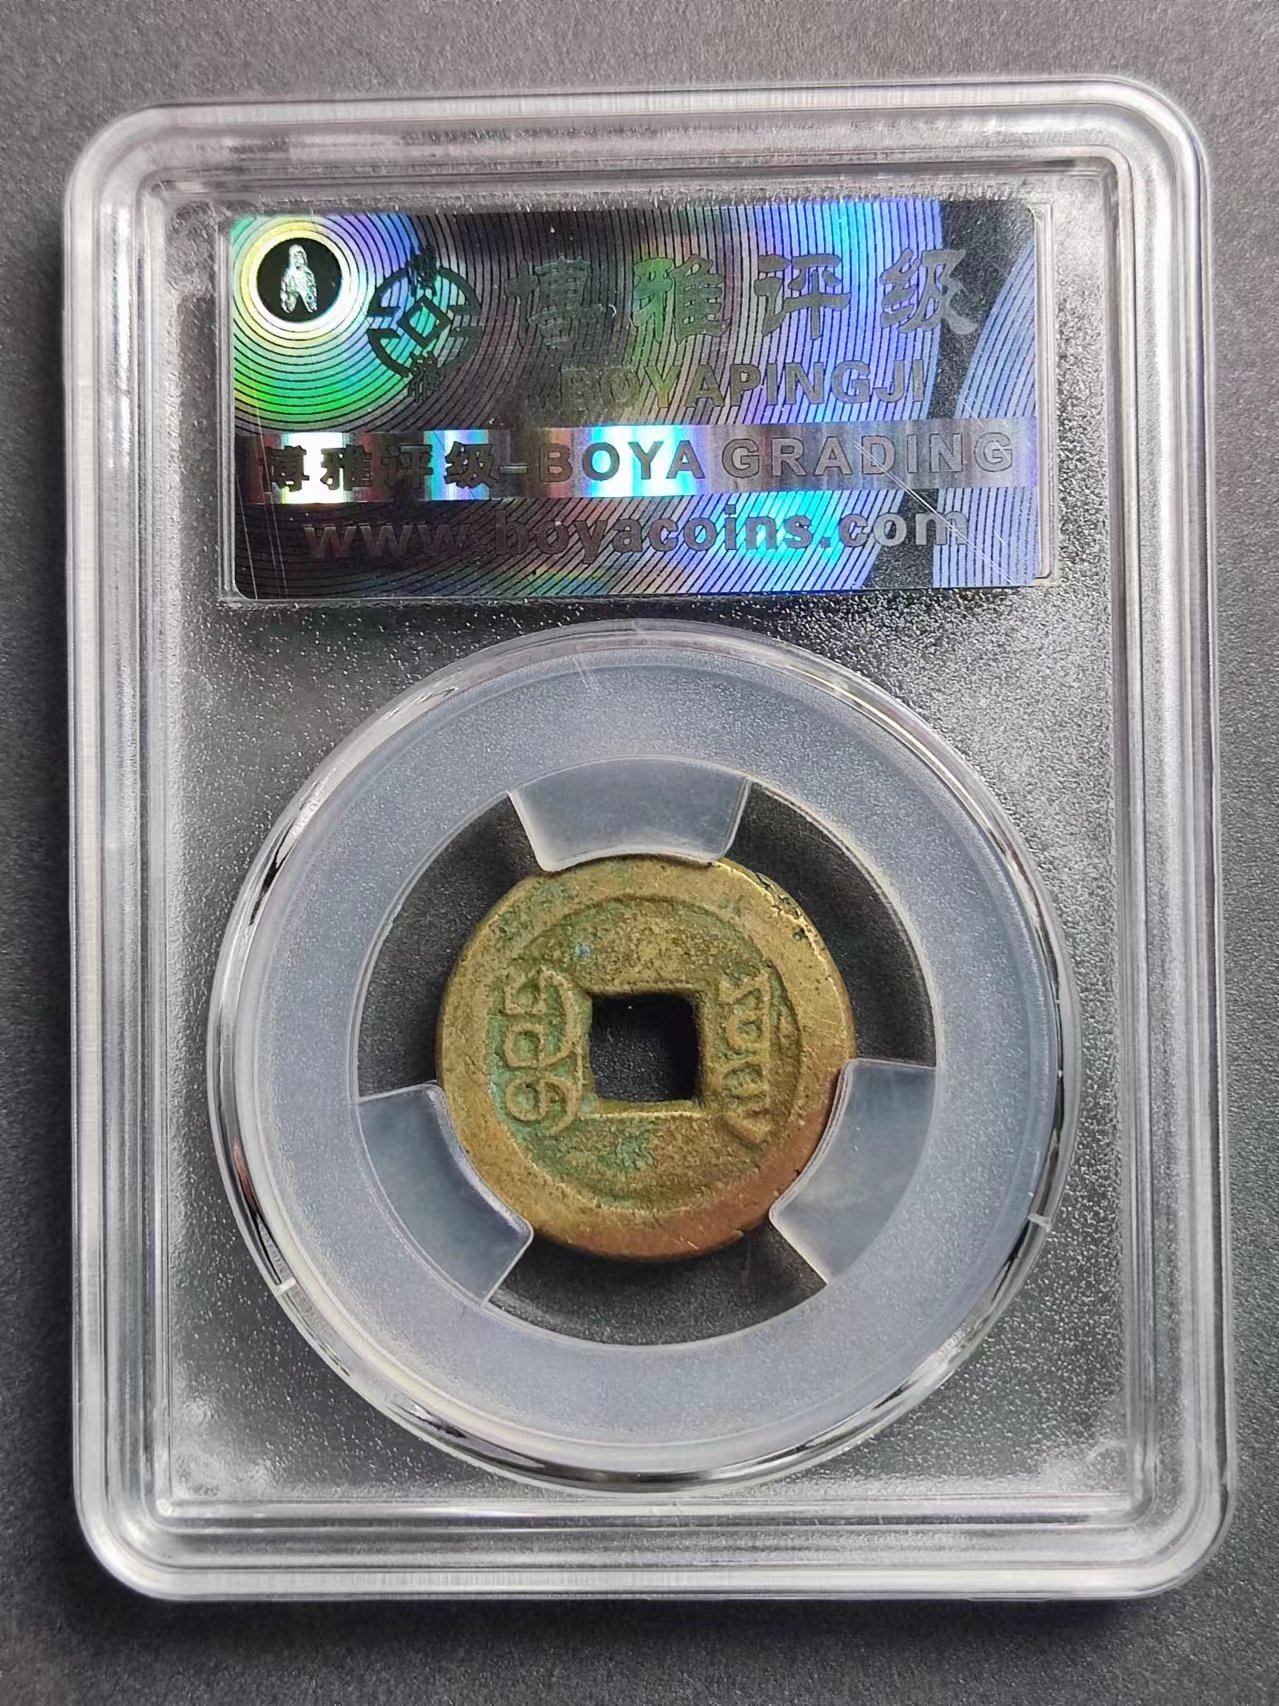 博雅评级
BOYAPINGJI
博雅评级-BOYA GRADING
www.boyacoins.com